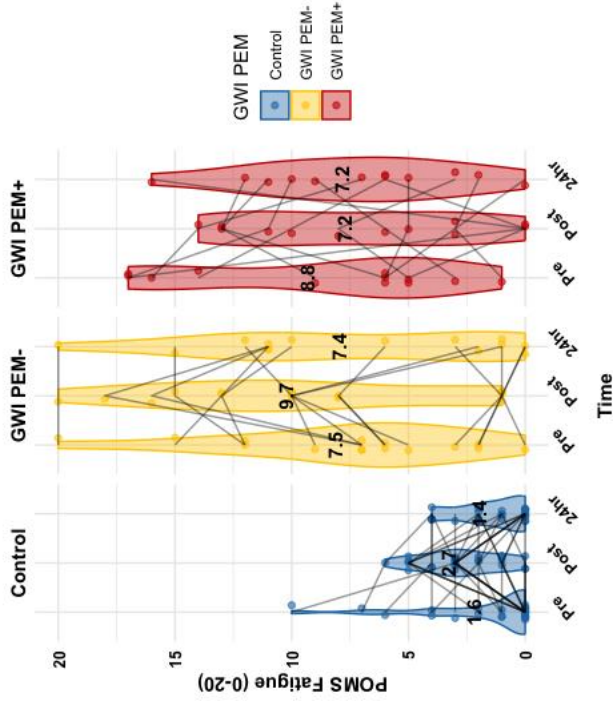 Control
GWI PEM-
GWI PEM+
POMS Fatigue (0-20)
20
15
10
5
0
1.6
2.7
1.4
7.5
9.7
7.4
8.8
7.2
7.2
Pre
Post
24hr
Pre
Post
24hr
Pre
Post
24hr
Time
GWI PEM
Control
GWI PEM-
GWI PEM+